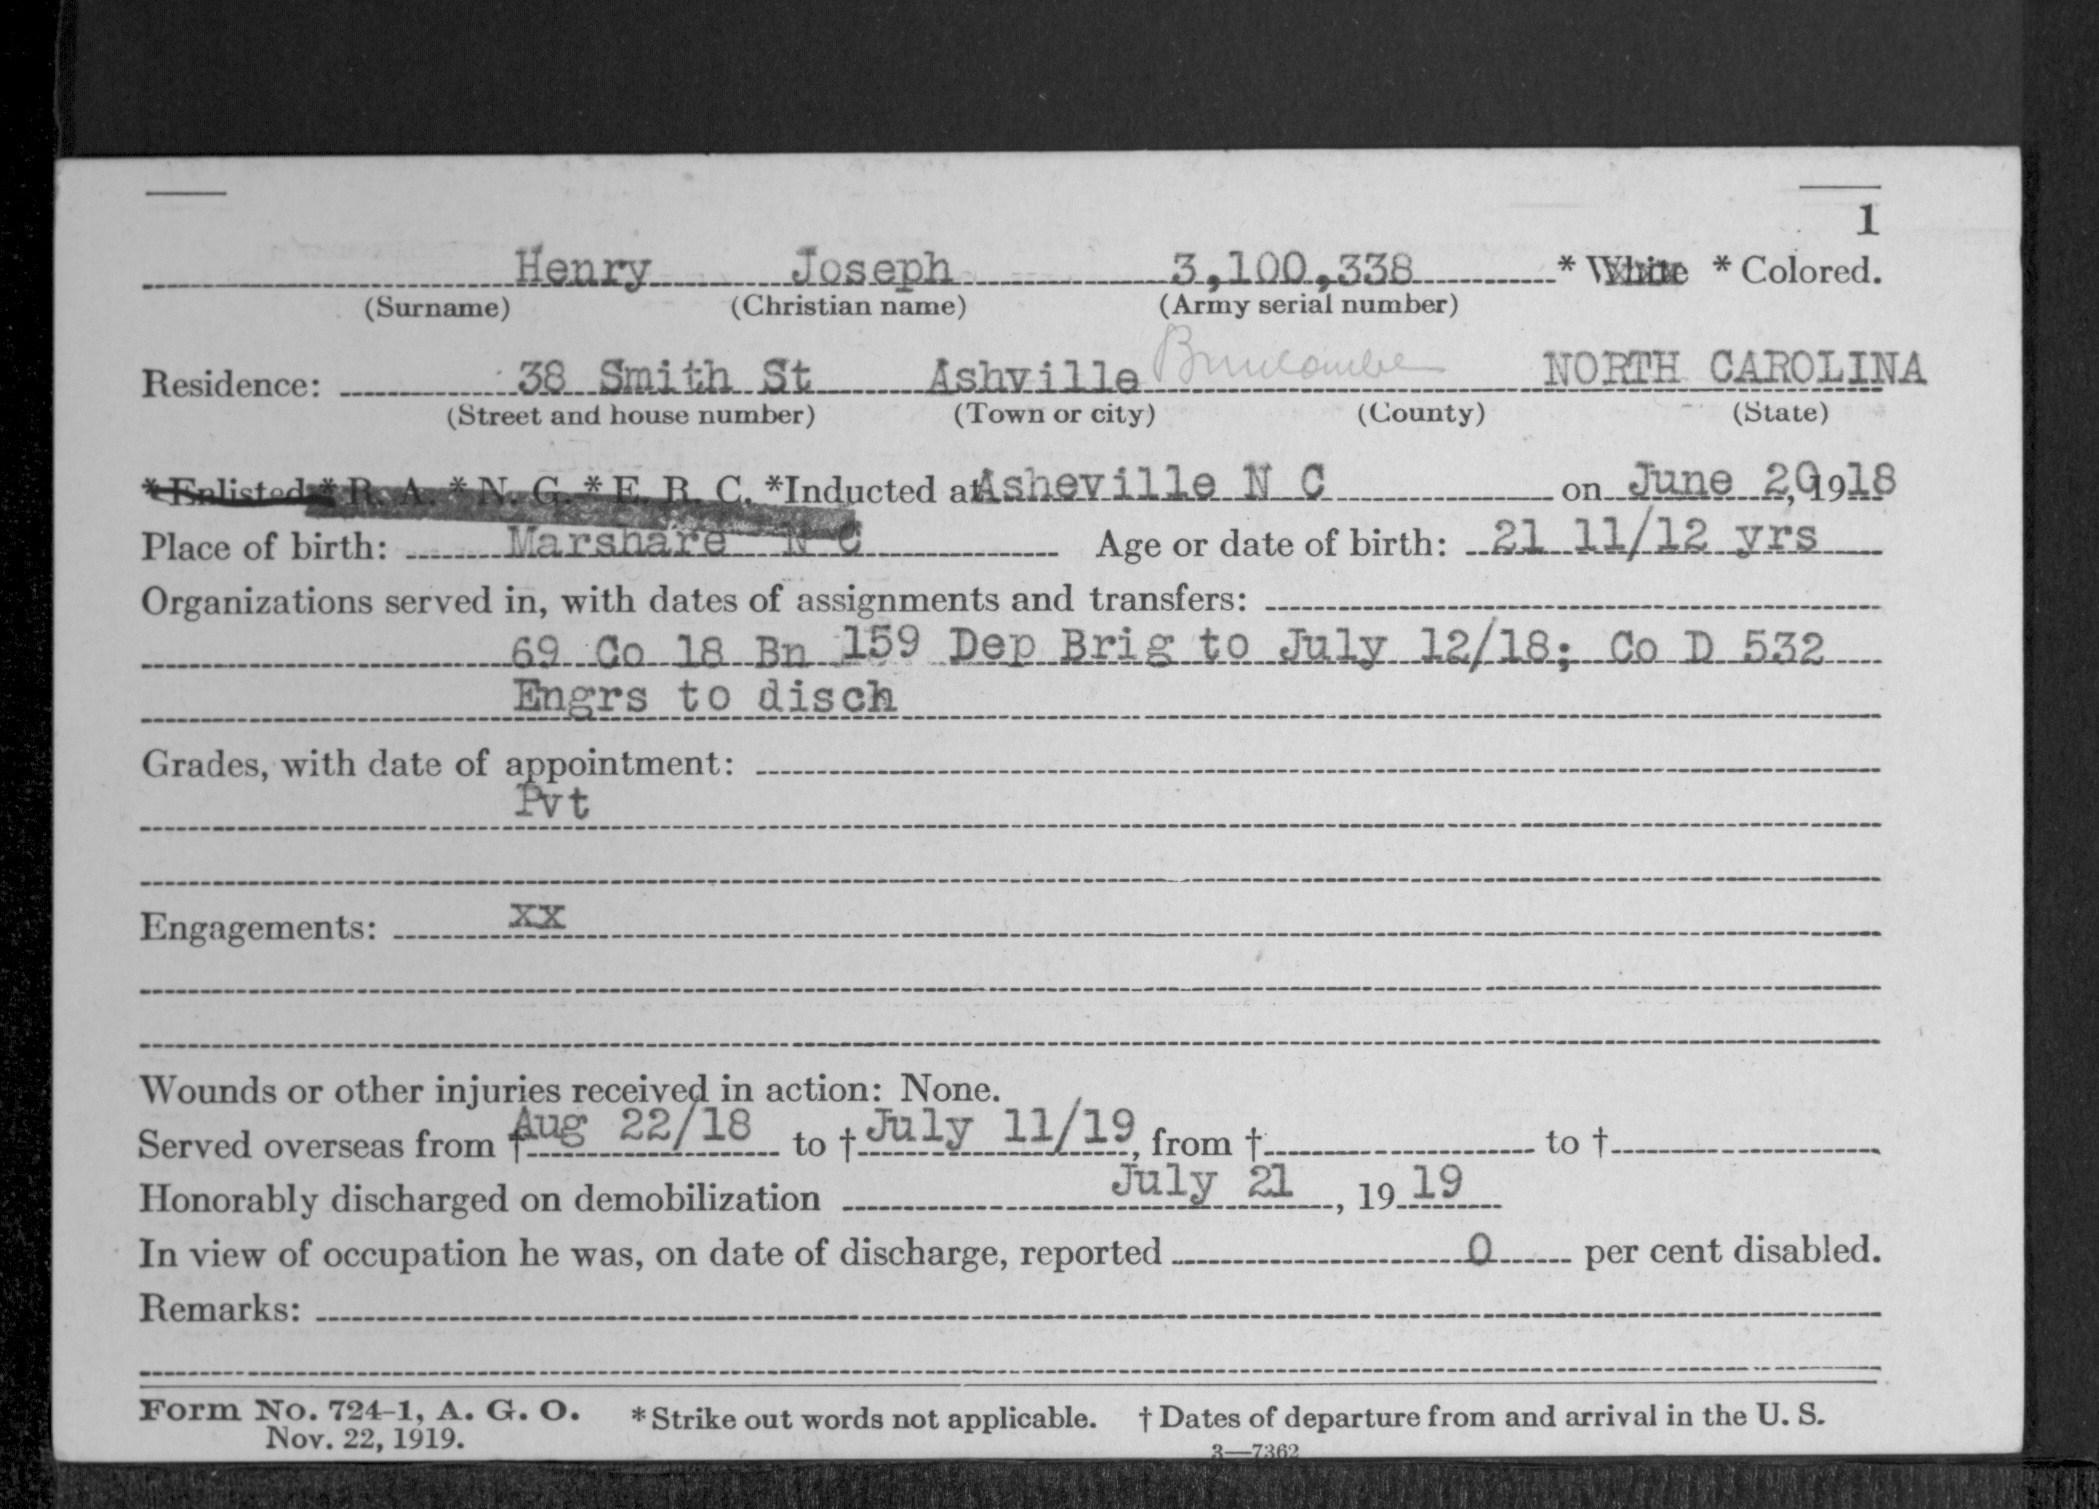 1
Henry Joseph 3,100,338 * White * Colored.
(Surname) (Christian name) (Army serial number)
Residence: 38 Smith St Ashville Buncombe NORTH CAROLINA
(Street and house number) (Town or city) (County) (State)
* Enlisted * R. A. * N. G. * E. R. C. *Inducted at Asheville N C on June 20, 1918
Place of birth: Marshare N C Age or date of birth: 21 11/12 yrs
Organizations served in, with dates of assignments and transfers:
69 Co 18 Bn 159 Dep Brig to July 12/18; Co D 532
Engrs to disch
Grades, with date of appointment:
Pvt
Engagements: xx
Wounds or other injuries received in action: None.
Served overseas from † Aug 22/18 to † July 11/19, from † to †
Honorably discharged on demobilization July 21, 1919
In view of occupation he was, on date of discharge, reported 0 per cent disabled.
Remarks:
Form No. 724-1, A. G. O. * Strike out words not applicable. † Dates of departure from and arrival in the U. S.
Nov. 22, 1919.
3—7362